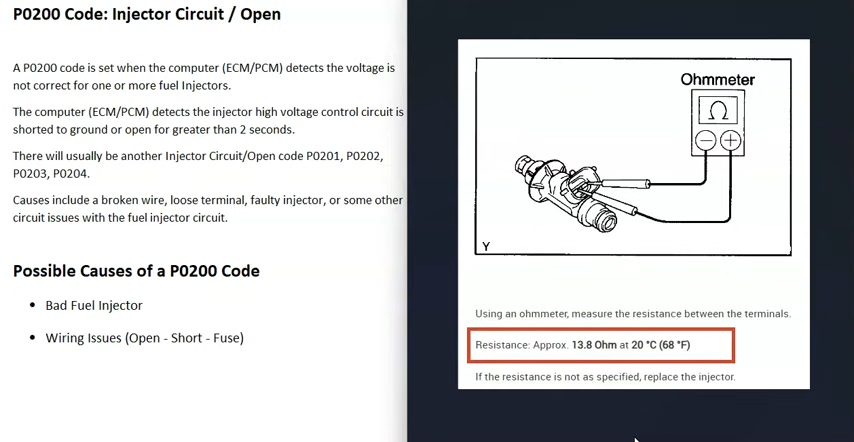 P0200 Code: Injector Circuit / Open
A P0200 code is set when the computer (ECM/PCM) detects the voltage is
not correct for one or more fuel Injectors.
The computer (ECM/PCM) detects the injector high voltage control circuit is
shorted to ground or open for greater than 2 seconds.
There will usually be another Injector Circuit/Open code P0201, P0202,
P0203, P0204.
Causes include a broken wire, loose terminal, faulty injector, or some other
circuit issues with the fuel injector circuit.
Possible Causes of a P0200 Code
• Bad Fuel Injector
• Wiring Issues (Open - Short - Fuse)
Ohmmeter
Ω
− +
Y
Using an ohmmeter, measure the resistance between the terminals.
Resistance: Approx. 13.8 Ohm at 20 °C (68 °F)
If the resistance is not as specified, replace the injector.